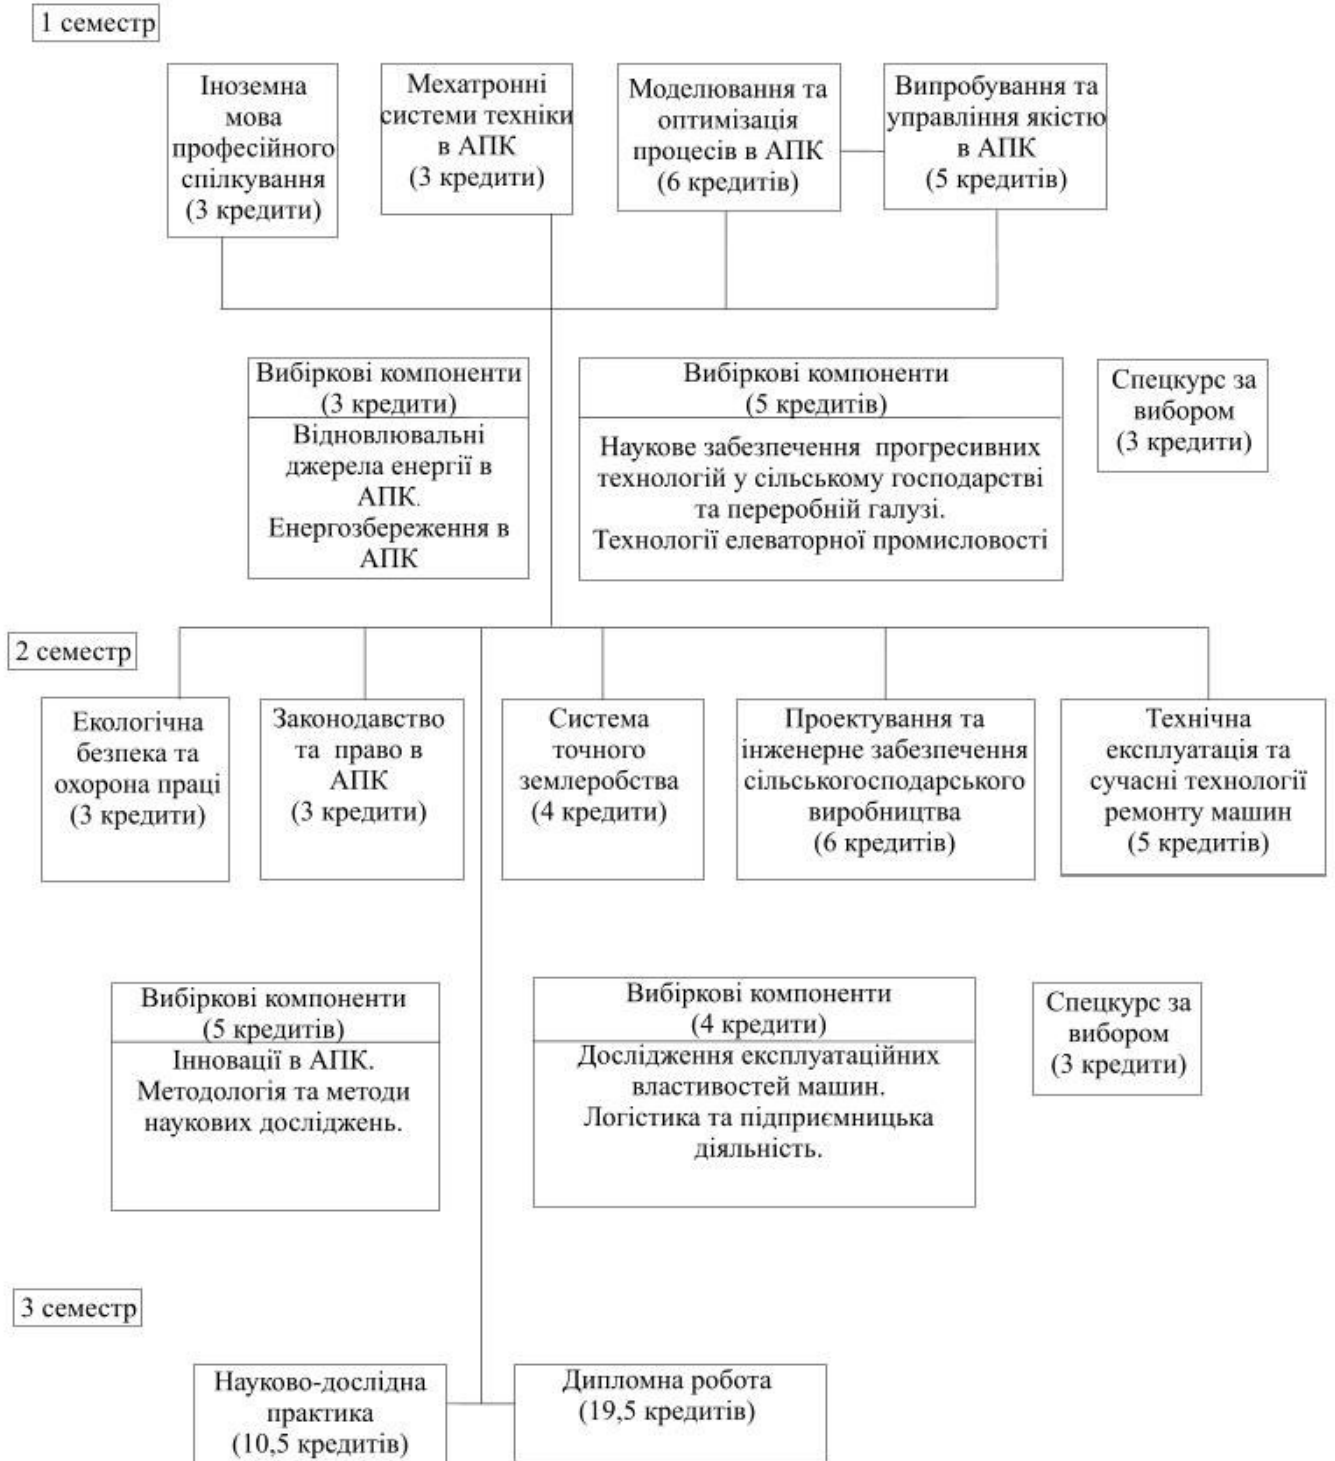 1 семестр
Іноземна
мова
професійного
спілкування
(3 кредити)
Мехатронні
системи техніки
в АПК
(3 кредити)
Моделювання та
оптимізація
процесів в АПК
(6 кредитів)
Випробування та
управління якістю
в АПК
(5 кредитів)
Вибіркові компоненти
(3 кредити)
Відновлювальні
джерела енергії в
АПК.
Енергозбереження в
АПК
Вибіркові компоненти
(5 кредитів)
Наукове забезпечення прогресивних
технологій у сільському господарстві
та переробній галузі.
Технології елеваторної промисловості
Спецкурс за
вибором
(3 кредити)
2 семестр
Екологічна
безпека та
охорона праці
(3 кредити)
Законодавство
та право в
АПК
(3 кредити)
Система
точного
землеробства
(4 кредити)
Проектування та
інженерне забезпечення
сільськогосподарського
виробництва
(6 кредитів)
Технічна
експлуатація та
сучасні технології
ремонту машин
(5 кредитів)
Вибіркові компоненти
(5 кредитів)
Інновації в АПК.
Методологія та методи
наукових досліджень.
Вибіркові компоненти
(4 кредити)
Дослідження експлуатаційних
властивостей машин.
Логістика та підприємницька
діяльність.
Спецкурс за
вибором
(3 кредити)
3 семестр
Науково-дослідна
практика
(10,5 кредитів)
Дипломна робота
(19,5 кредитів)